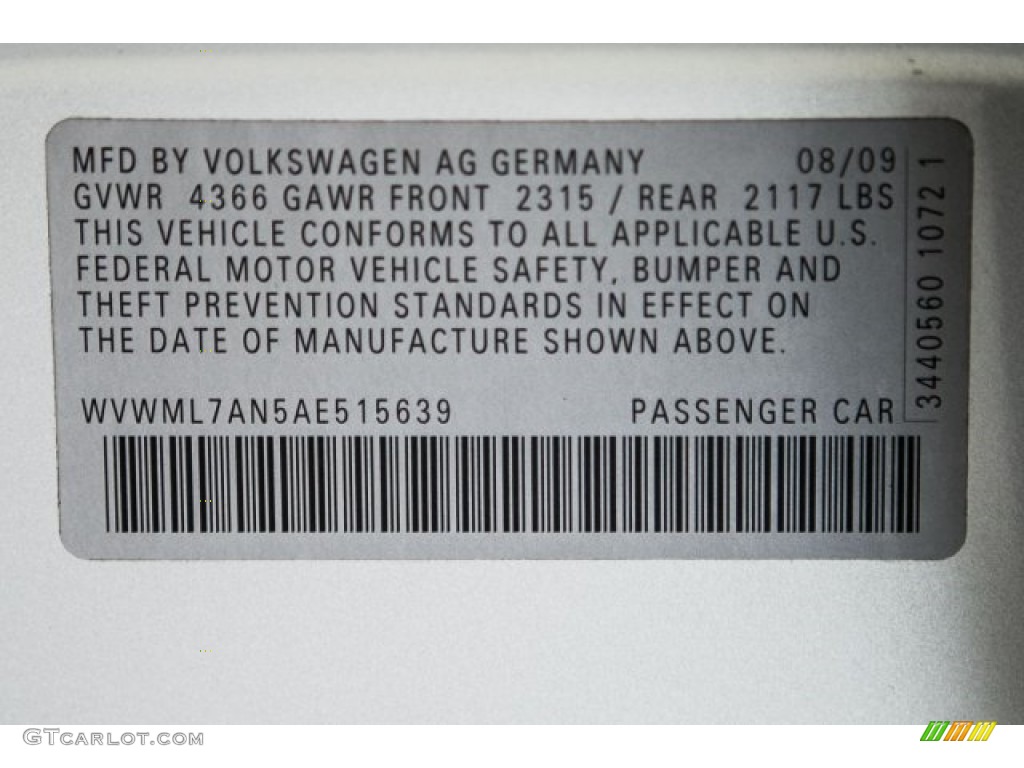 MFD BY VOLKSWAGEN AG GERMANY 08/09
GVWR 4366 GAWR FRONT 2315 / REAR 2117 LBS
THIS VEHICLE CONFORMS TO ALL APPLICABLE U.S.
FEDERAL MOTOR VEHICLE SAFETY, BUMPER AND
THEFT PREVENTION STANDARDS IN EFFECT ON
THE DATE OF MANUFACTURE SHOWN ABOVE.
WVWML7AN5AE515639 PASSENGER CAR
3440560 1072 1
GTCARLOT.COM